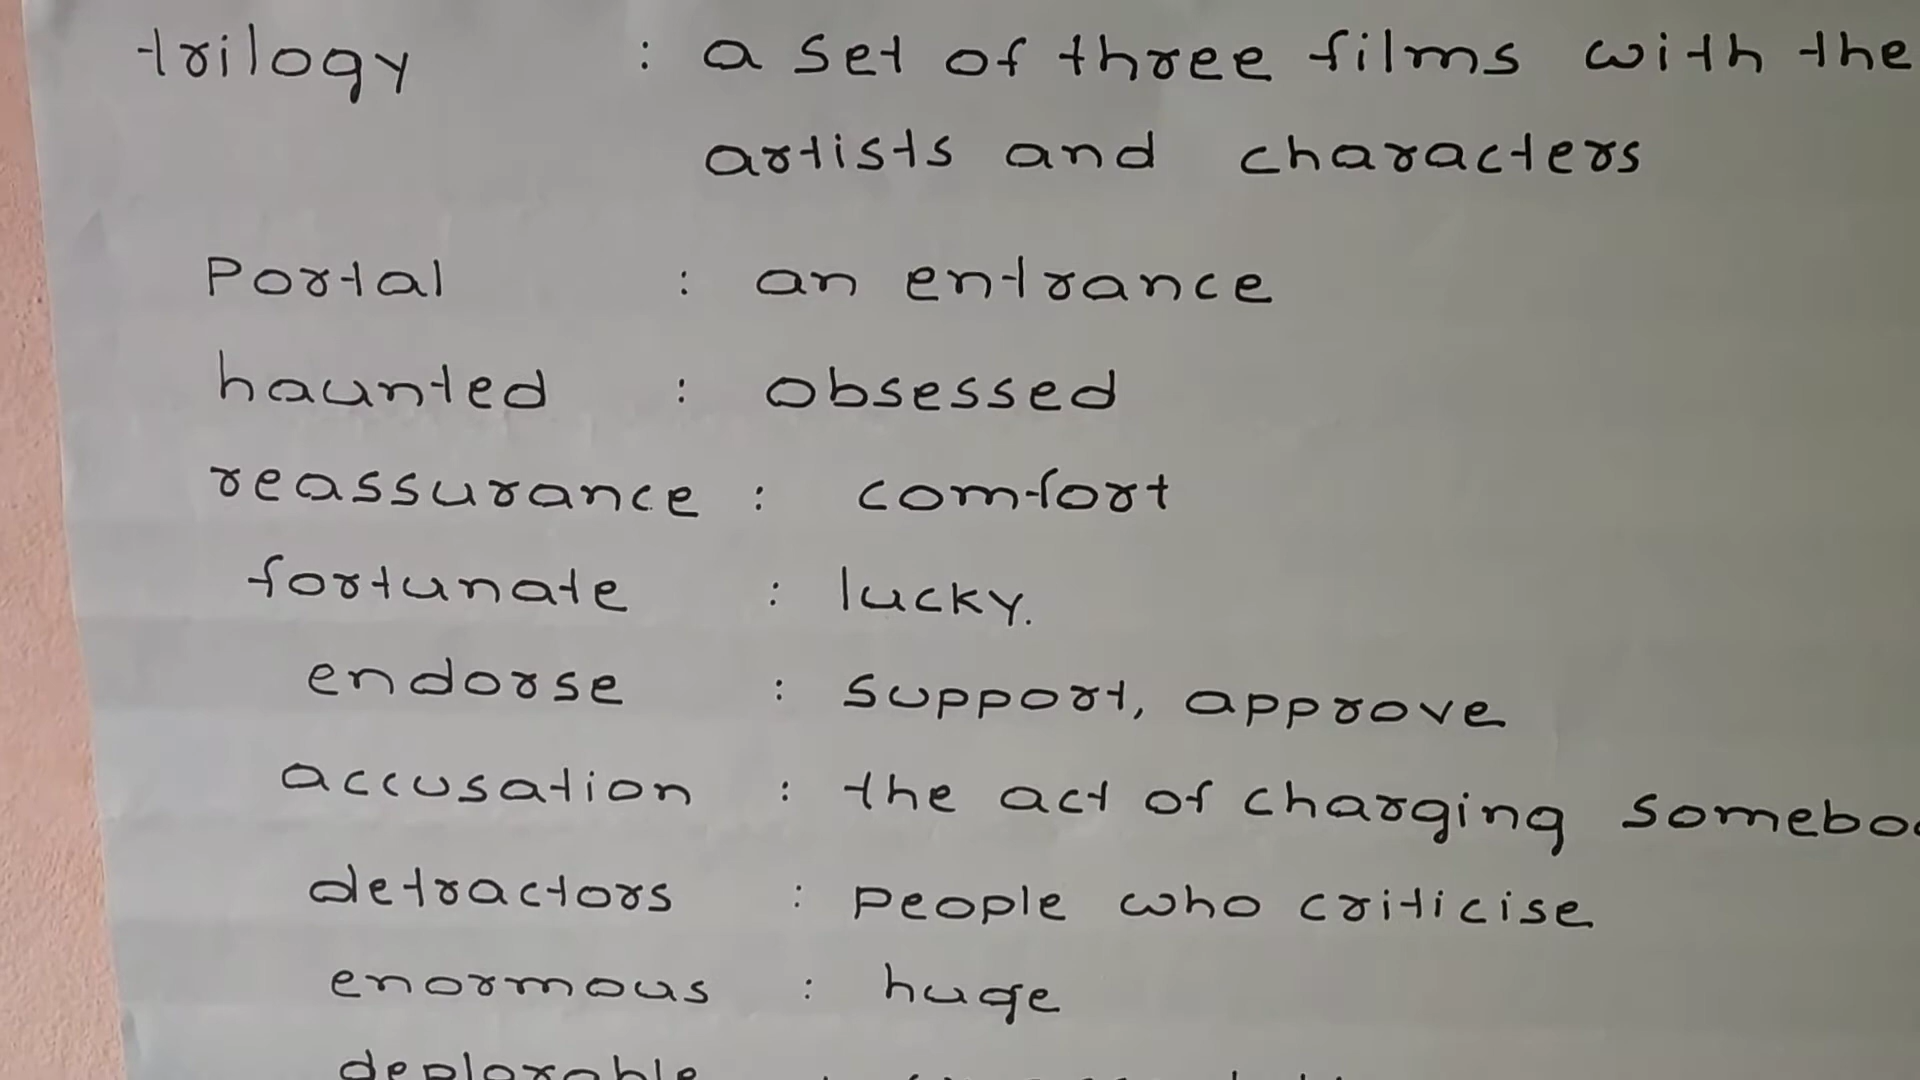 trilogy : a set of three films with the
artists and characters
Portal : an entrance
haunted : obsessed
reassurance : comfort
fortunate : lucky.
endorse : support, approve
accusation : the act of charging
detractors : People who criticise
enormous : huge
deplorable :